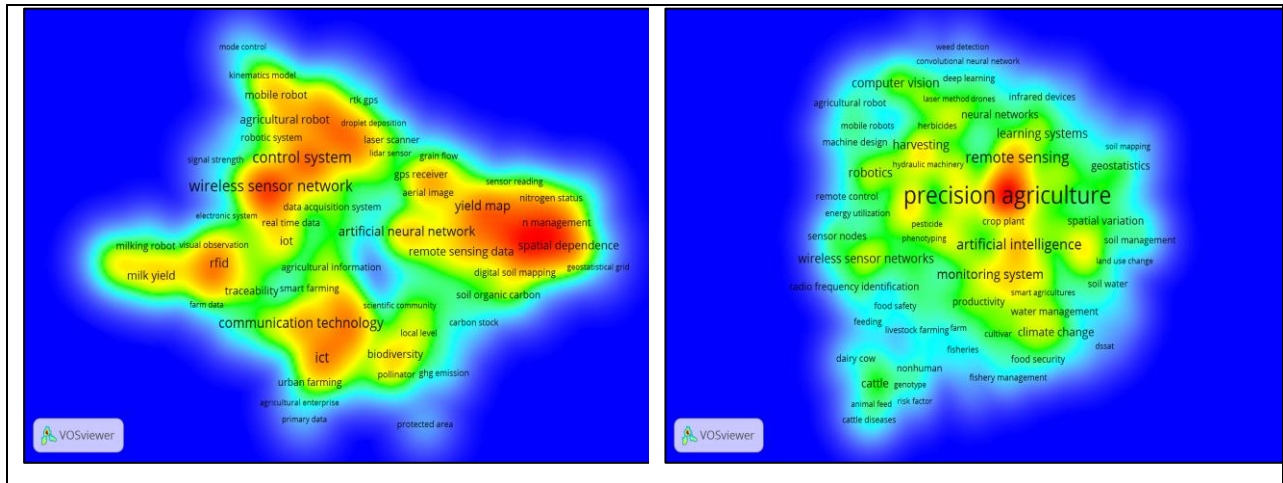 mode control
kinematics model
mobile robot
rtk gps
agricultural robot
droplet deposition
robotic system
laser scanner
control system
lidar sensor
grain flow
signal strength
gps receiver
sensor reading
wireless sensor network
aerial image
nitrogen status
data acquisition system
yield map
electronic system
real time data
n management
artificial neural network
iot
milking robot
visual observation
spatial dependence
remote sensing data
rfid
agricultural information
geostatistical grid
milk yield
digital soil mapping
traceability
smart farming
soil organic carbon
farm data
scientific community
communication technology
carbon stock
local level
ict
biodiversity
pollinator
ghg emission
urban farming
agricultural enterprise
primary data
protected area
VOSviewer
weed detection
convolutional neural network
computer vision
deep learning
agricultural robot
laser method
drones
infrared devices
neural networks
mobile robots
herbicides
learning systems
machine design
harvesting
soil mapping
remote sensing
hydraulic machinery
geostatistics
robotics
remote control
precision agriculture
energy utilization
pesticide
crop plant
spatial variation
sensor nodes
phenotyping
artificial intelligence
soil management
wireless sensor networks
land use change
monitoring system
radio frequency identification
smart agricultures
soil water
food safety
productivity
water management
feeding
livestock farming
farm
cultivar
climate change
fisheries
dssat
dairy cow
food security
nonhuman
fishery management
cattle
genotype
animal feed
risk factor
cattle diseases
VOSviewer